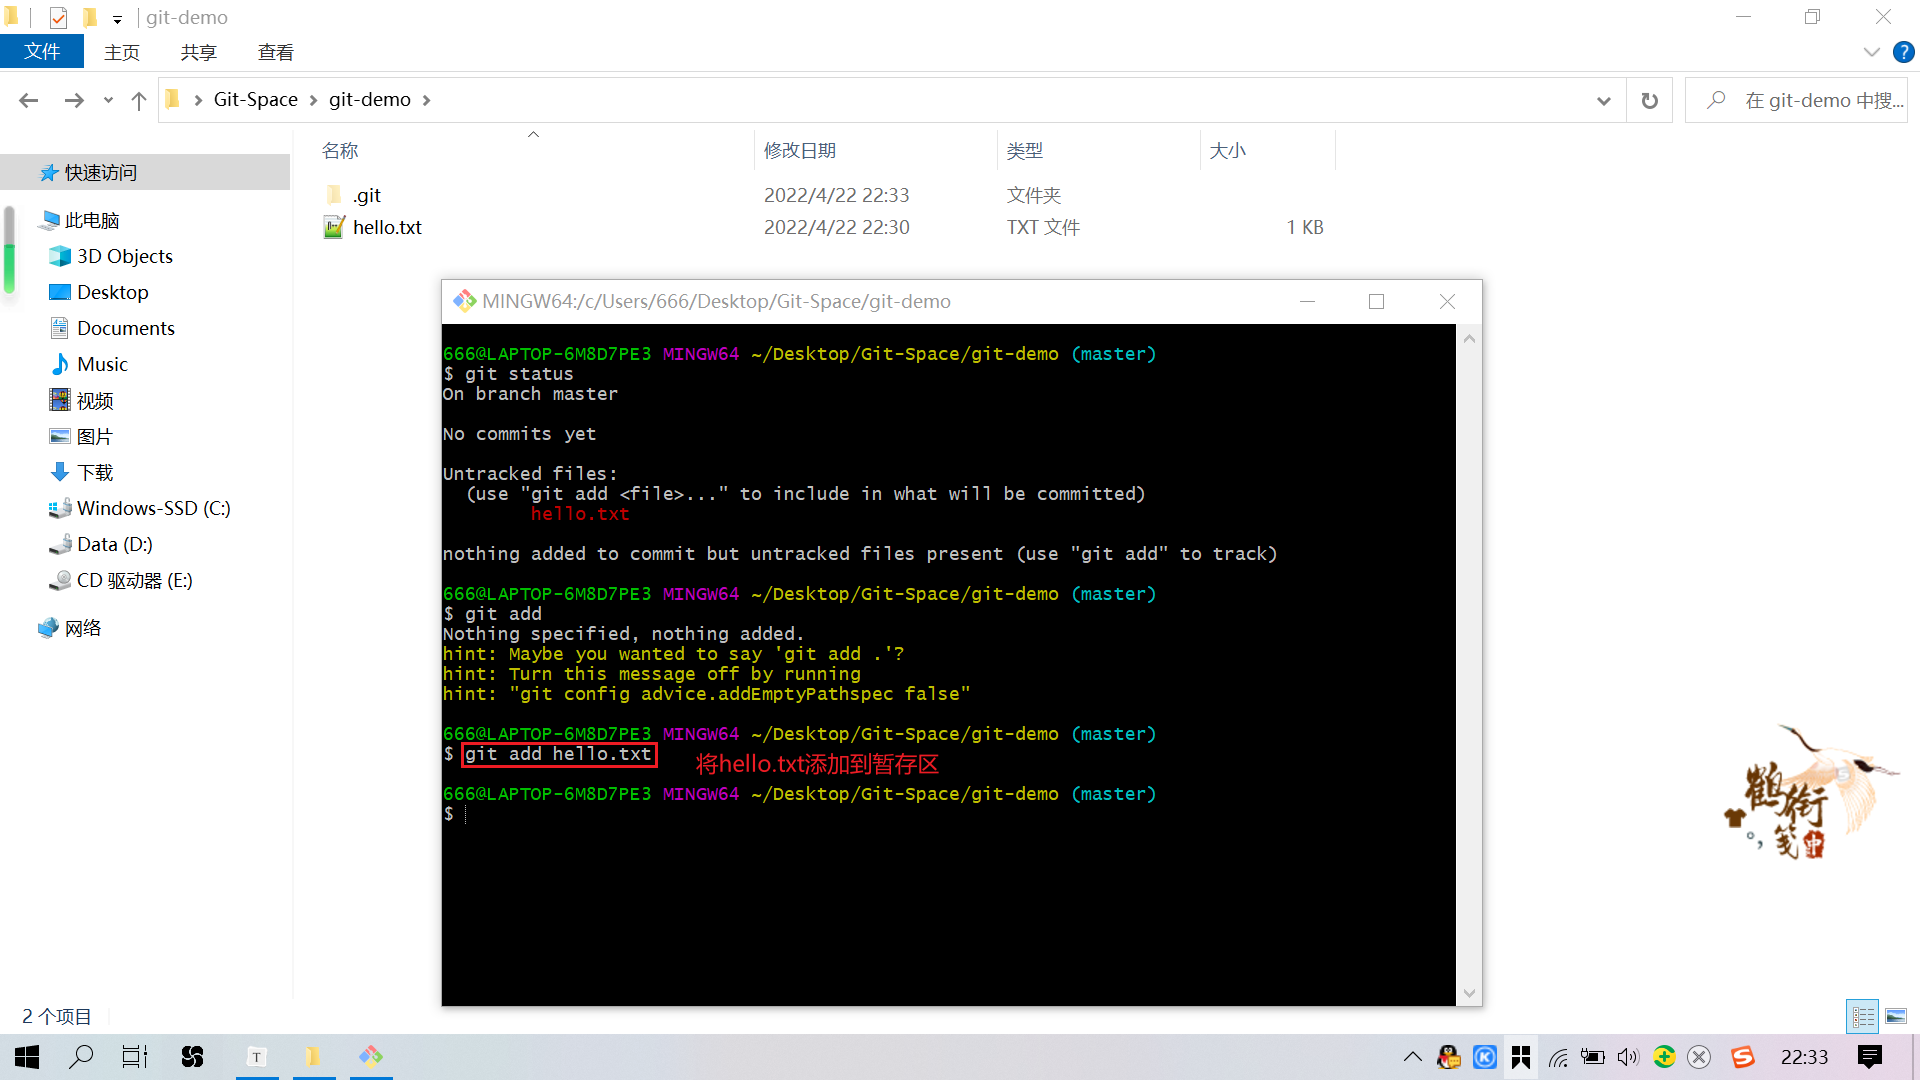 git-demo
文件 主页 共享 查看
Git-Space git-demo
在 git-demo 中搜...
名称 修改日期 类型 大小
.git 2022/4/22 22:33 文件夹
hello.txt 2022/4/22 22:30 TXT 文件 1 KB
快速访问
此电脑
3D Objects
Desktop
Documents
Music
视频
图片
下载
Windows-SSD (C:)
Data (D:)
CD 驱动器 (E:)
网络
MINGW64:/c/Users/666/Desktop/Git-Space/git-demo
666@LAPTOP-6M8D7PE3 MINGW64 ~/Desktop/Git-Space/git-demo (master)
$ git status
On branch master
No commits yet
Untracked files:
(use "git add <file>..." to include in what will be committed)
hello.txt
nothing added to commit but untracked files present (use "git add" to track)
666@LAPTOP-6M8D7PE3 MINGW64 ~/Desktop/Git-Space/git-demo (master)
$ git add
Nothing specified, nothing added.
hint: Maybe you wanted to say 'git add .'?
hint: Turn this message off by running
hint: "git config advice.addEmptyPathspec false"
666@LAPTOP-6M8D7PE3 MINGW64 ~/Desktop/Git-Space/git-demo (master)
$ git add hello.txt
将hello.txt添加到暂存区
666@LAPTOP-6M8D7PE3 MINGW64 ~/Desktop/Git-Space/git-demo (master)
$
鹤衔笺
中
2 个项目
22:33